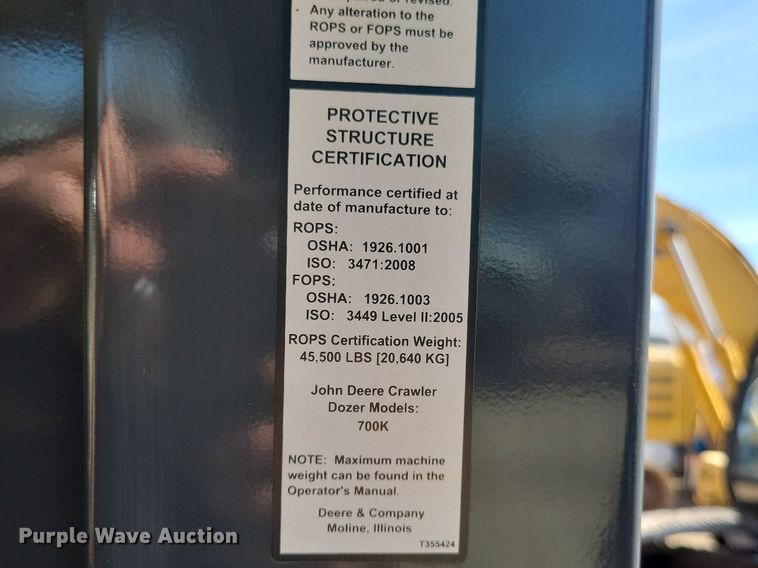 revised.
- Any alteration to the
ROPS or FOPS must be
approved by the
manufacturer.
PROTECTIVE
STRUCTURE
CERTIFICATION
Performance certified at
date of manufacture to:
ROPS:
OSHA: 1926.1001
ISO: 3471:2008
FOPS:
OSHA: 1926.1003
ISO: 3449 Level II:2005
ROPS Certification Weight:
45,500 LBS [20,640 KG]
John Deere Crawler
Dozer Models:
700K
NOTE: Maximum machine
weight can be found in the
Operator's Manual.
Deere & Company
Moline, Illinois
T355424
Purple Wave Auction